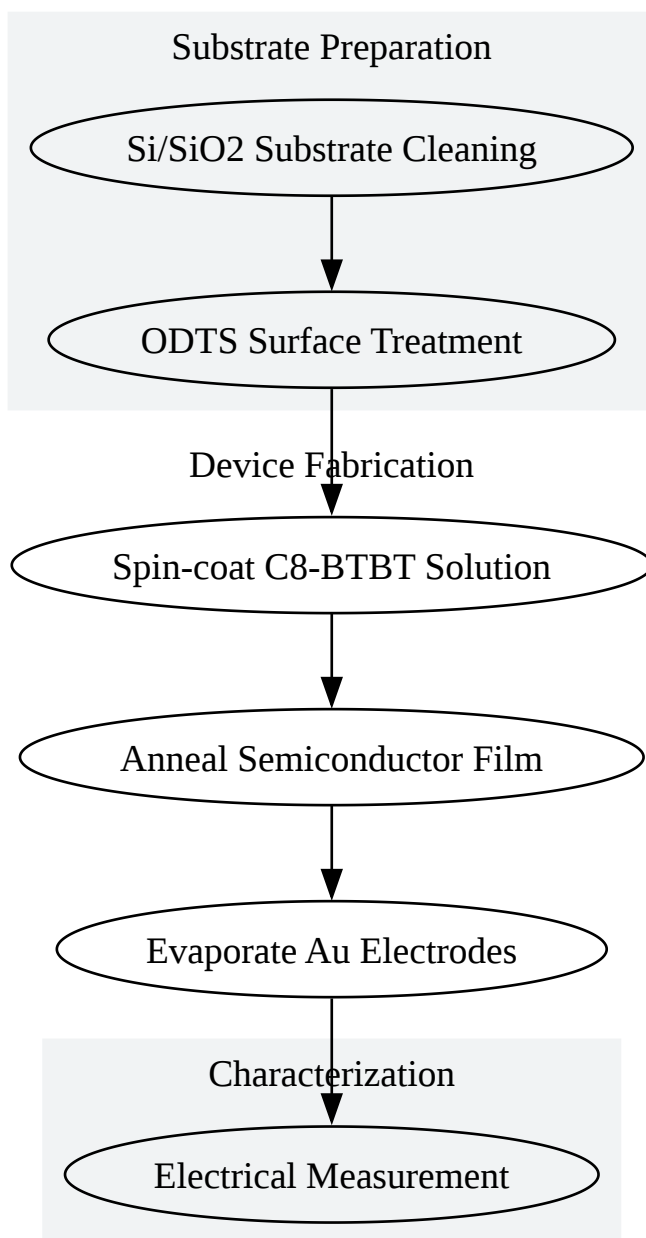 Substrate Preparation
Si/SiO2 Substrate Cleaning
ODTS Surface Treatment
Device Fabrication
Spin-coat C8-BTBT Solution
Anneal Semiconductor Film
Evaporate Au Electrodes
Characterization
Electrical Measurement